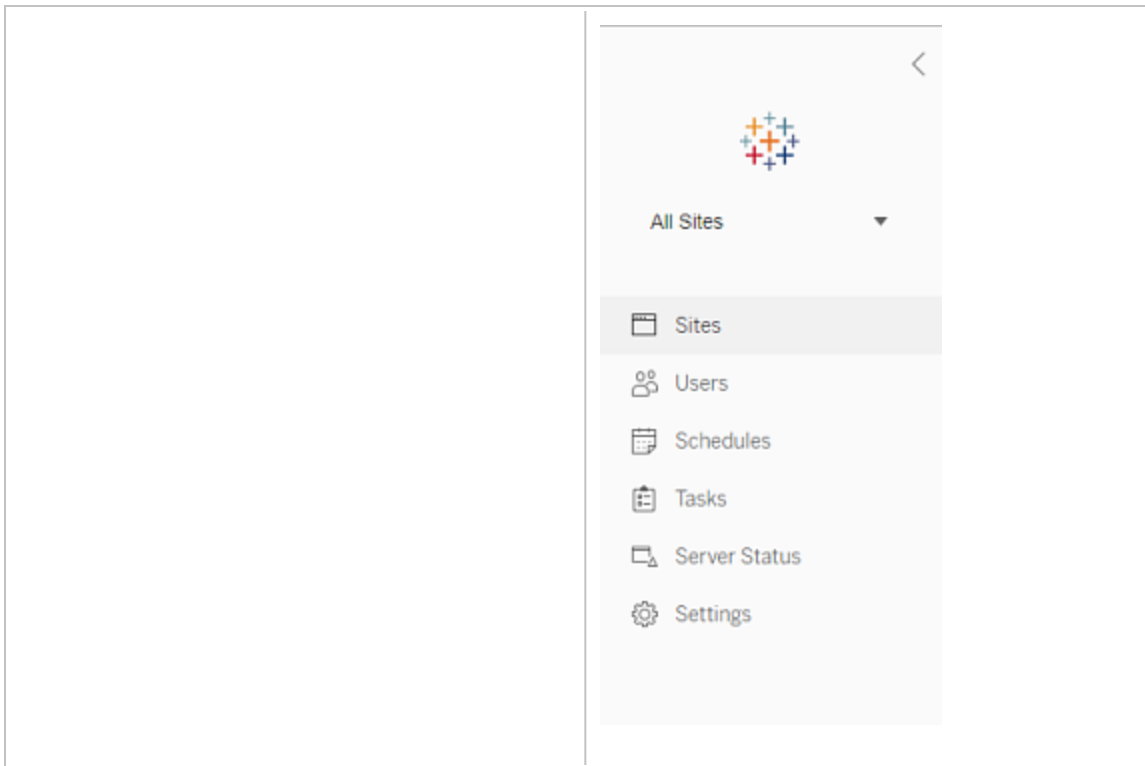 All Sites
Sites
Users
Schedules
Tasks
Server Status
Settings